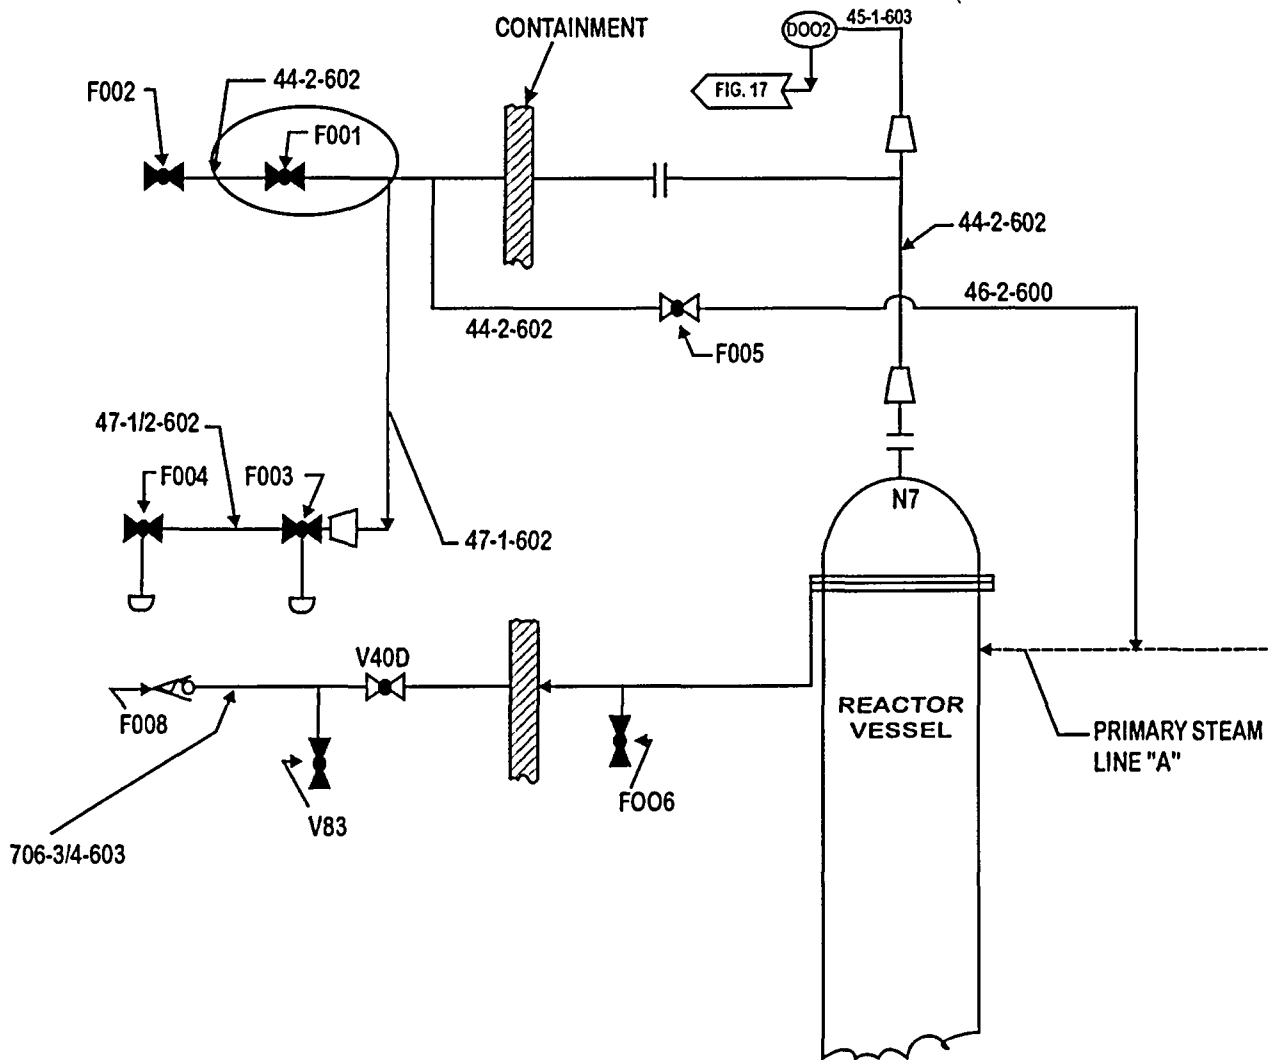 CONTAINMENT
DOO2
45-1-603
FIG. 17
F002
44-2-602
F001
44-2-602
46-2-600
44-2-602
F005
47-1/2-602
F004
F003
47-1-602
N7
V40D
F008
REACTOR
VESSEL
PRIMARY STEAM
LINE "A"
FOO6
V83
706-3/4-603